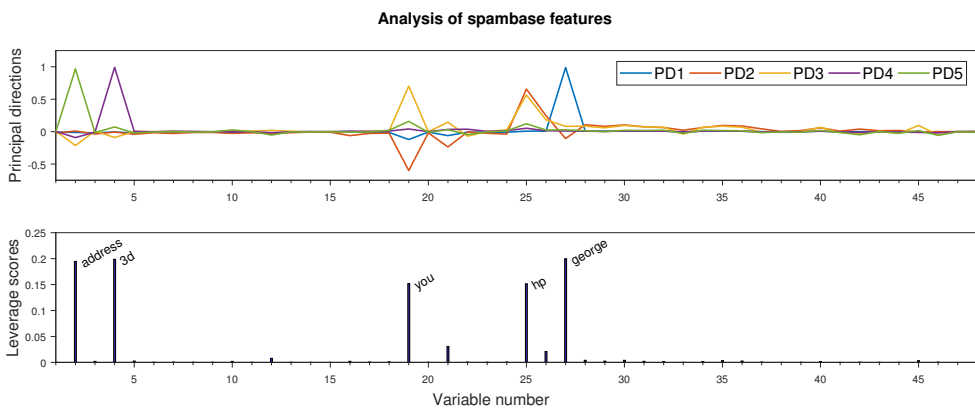 Analysis of spambase features
Principal directions
1
0.5
0
-0.5
PD1 PD2 PD3 PD4 PD5
5 10 15 20 25 30 35 40 45
Leverage scores
0.25
0.2
0.15
0.1
0.05
0
address
3d
you
hp
george
5 10 15 20 25 30 35 40 45
Variable number